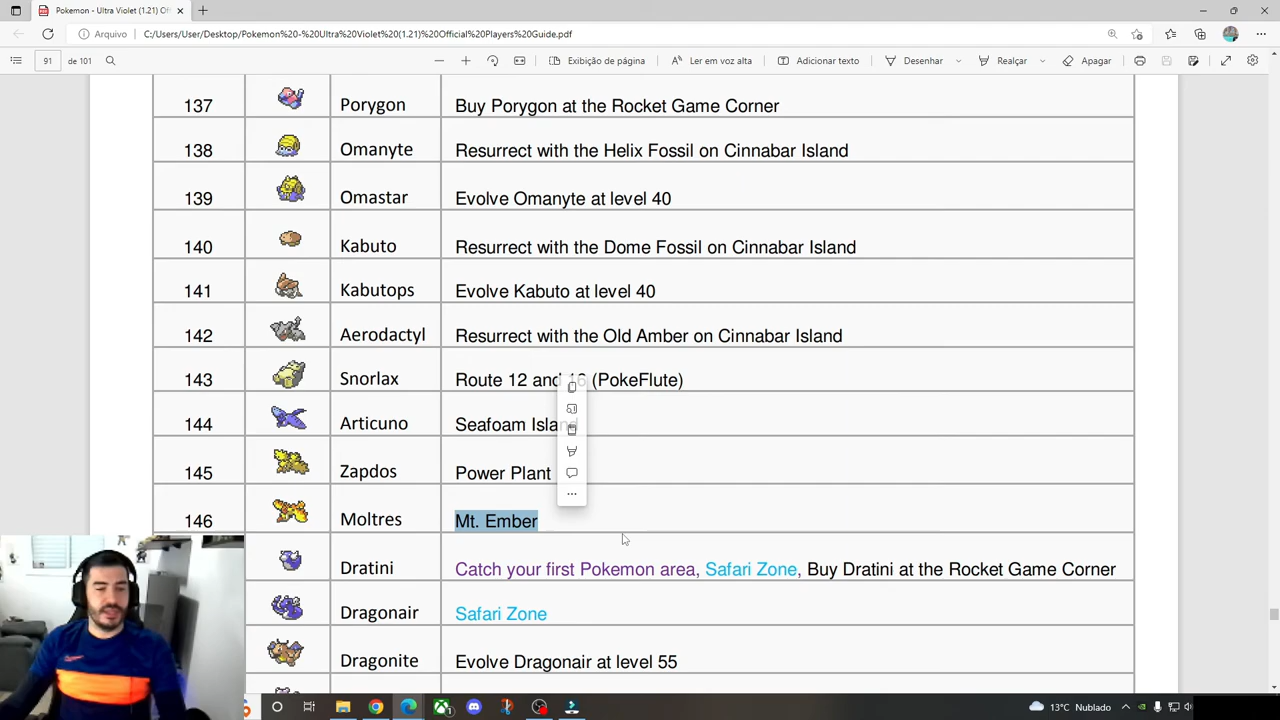 Pokemon - Ultra Violet (1.21) Of
Arquivo C:/Users/User/Desktop/Pokemon%20-%20Ultra%20Violet%20(1.21)%20Official%20Players%20Guide.pdf
91 de 101 Exibição de página Ler em voz alta Adicionar texto Desenhar Realçar Apagar
137 Porygon Buy Porygon at the Rocket Game Corner
138 Omanyte Resurrect with the Helix Fossil on Cinnabar Island
139 Omastar Evolve Omanyte at level 40
140 Kabuto Resurrect with the Dome Fossil on Cinnabar Island
141 Kabutops Evolve Kabuto at level 40
142 Aerodactyl Resurrect with the Old Amber on Cinnabar Island
143 Snorlax Route 12 and 16 (PokeFlute)
144 Articuno Seafoam Island
145 Zapdos Power Plant
146 Moltres Mt. Ember
Dratini Catch your first Pokemon area, Safari Zone, Buy Dratini at the Rocket Game Corner
Dragonair Safari Zone
Dragonite Evolve Dragonair at level 55
13°C Nublado